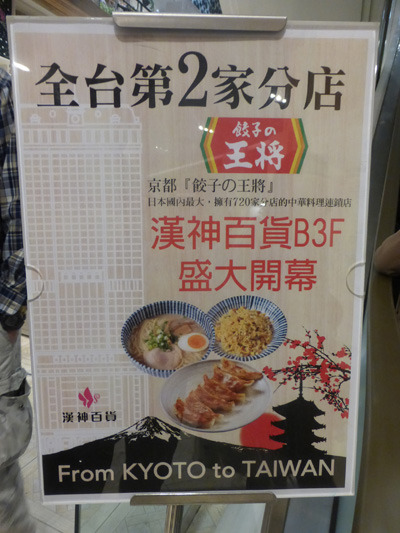 全台第2家分店
餃子の
王將
京都『餃子の王將』
日本國內最大・擁有720家分店的中華料理連鎖店
漢神百貨B3F
盛大開幕
漢神百貨
From KYOTO to TAIWAN